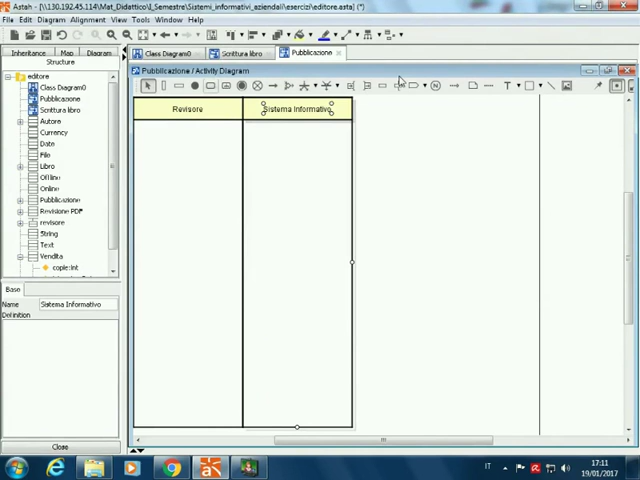 Astah - [\\130.192.45.114\Mat_Didattico\I_Semestre\Sistemi_informativi_aziendali\esercizi\editore.asta] (*)
File Edit Diagram Alignment View Tools Window Help
Inheritance Map Diagram
Structure
editore
Class Diagram0
Pubblicazione
Scrittura libro
Autore
Currency
Date
File
Libro
Offline
Online
Pubblicazione
Revisione PDF
revisore
String
Text
Vendita
copie:int
Base
Name Sistema Informativo
Definition
Close
Class Diagram0 Scrittura libro Pubblicazione
Pubblicazione / Activity Diagram
Revisore Sistema Informativo
IT 17:11
19/01/2017